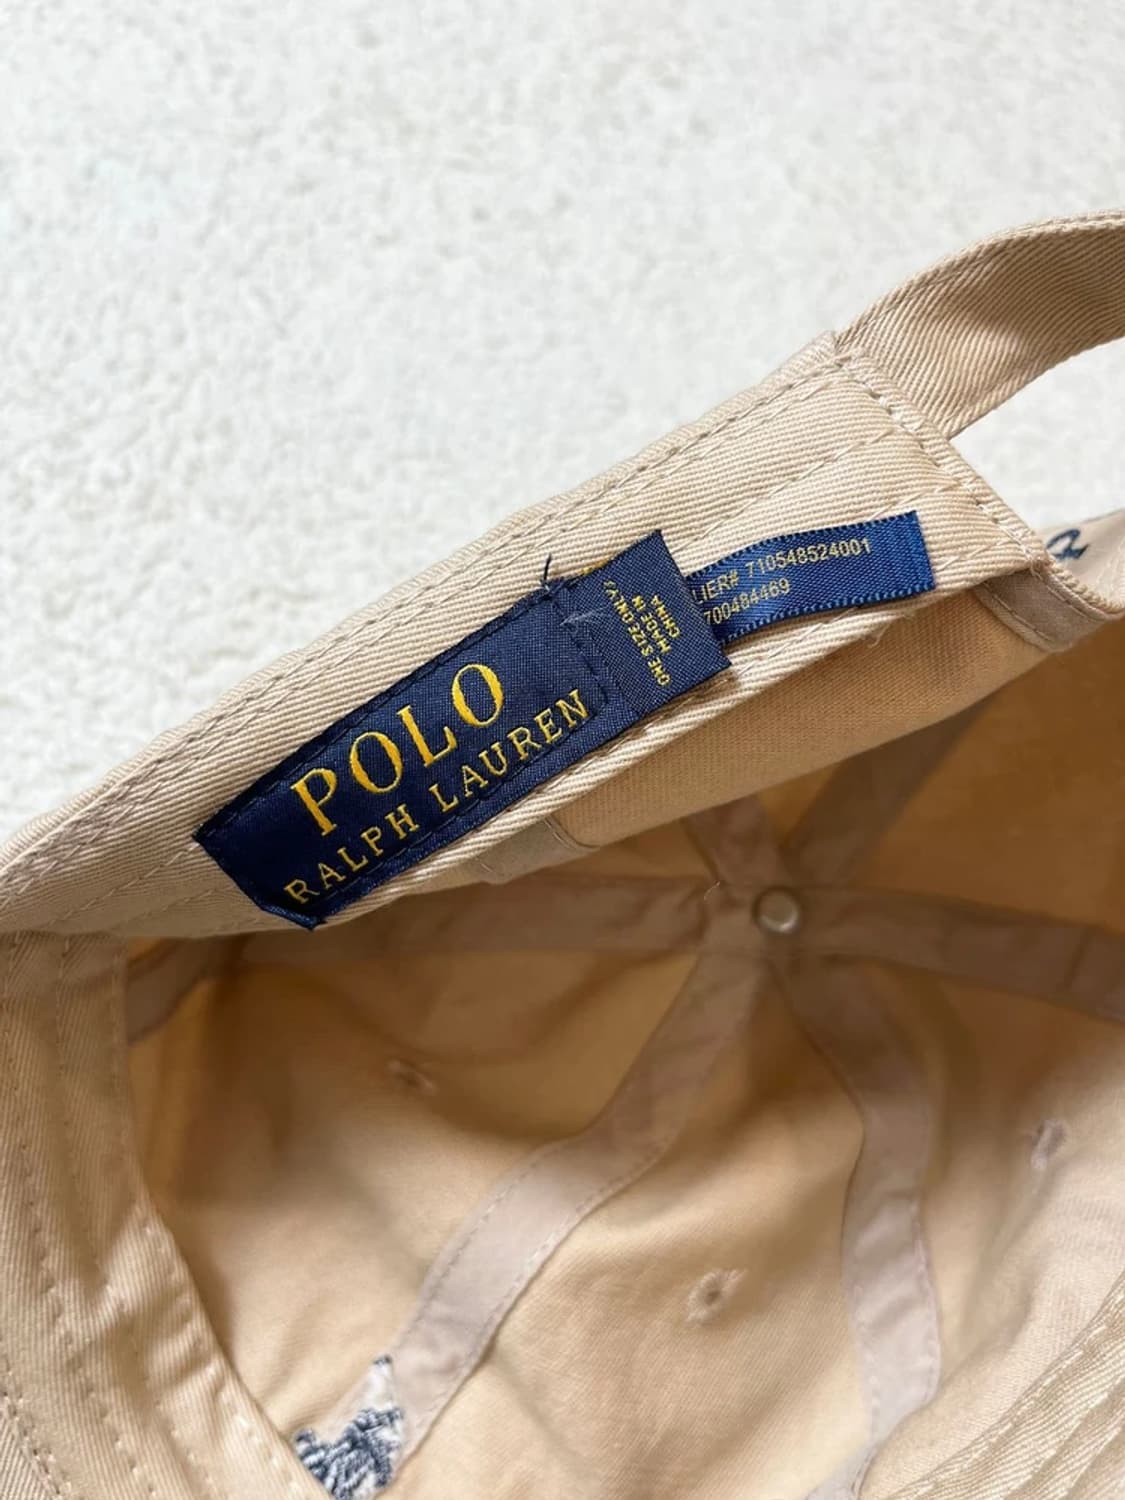 POLO
RALPH LAUREN
ONE SIZE ONLY/
MADE IN
CHINA
LIER# 710548524001
700484469